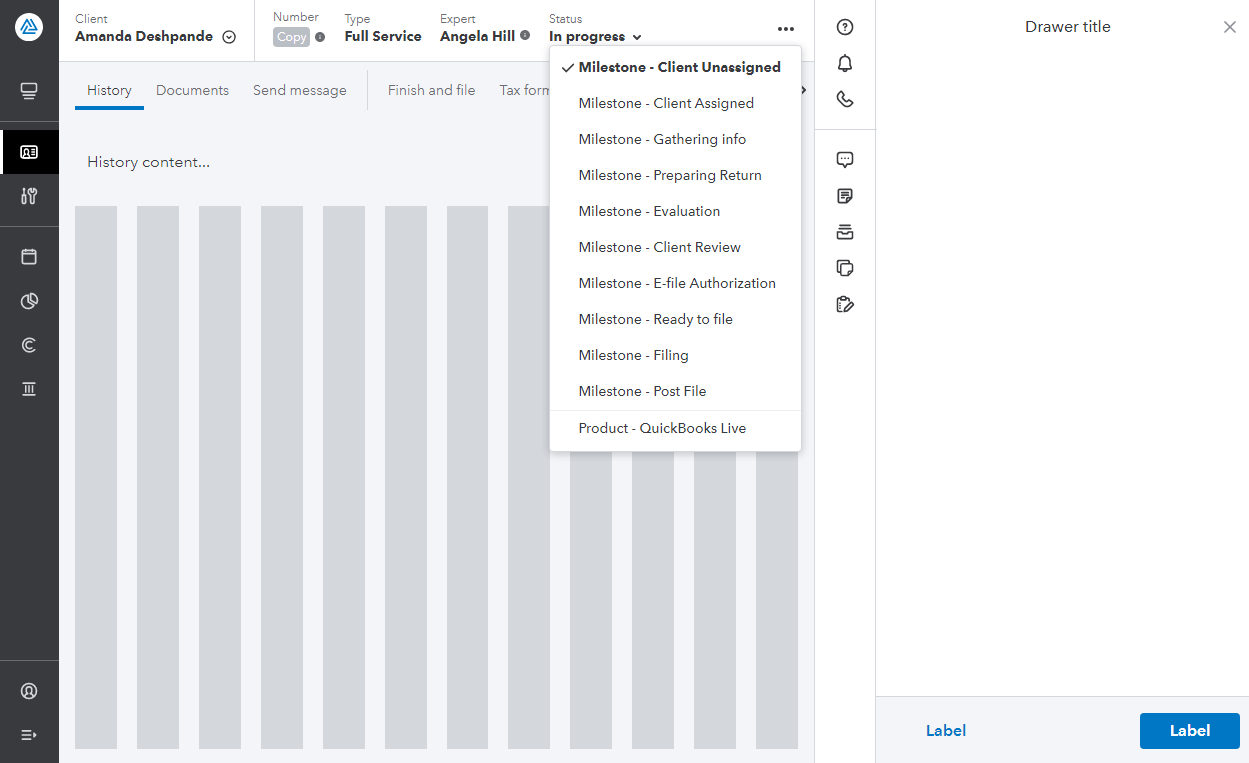 Client
Amanda Deshpande
Number
Copy
Type
Full Service
Expert
Angela Hill
Status
In progress
Drawer title
History
Documents
Send message
Finish and file
Tax form
Milestone - Client Unassigned
Milestone - Client Assigned
Milestone - Gathering info
Milestone - Preparing Return
Milestone - Evaluation
Milestone - Client Review
Milestone - E-file Authorization
Milestone - Ready to file
Milestone - Filing
Milestone - Post File
Product - QuickBooks Live
History content...
Label
Label